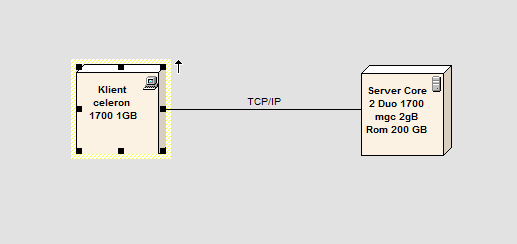 Klient
celeron
1700 1GB
TCP/IP
Server Core
2 Duo 1700
mgc 2gB
Rom 200 GB